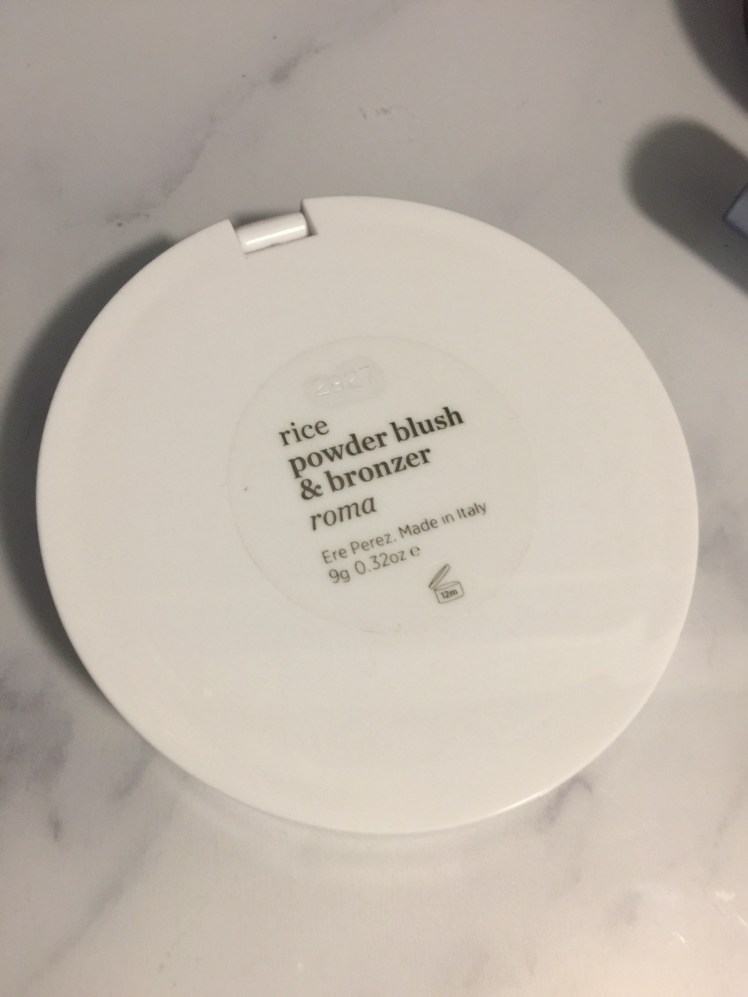 rice
powder blush
& bronzer
roma
Ere Perez. Made in Italy
9g 0.32oz ℮
12m